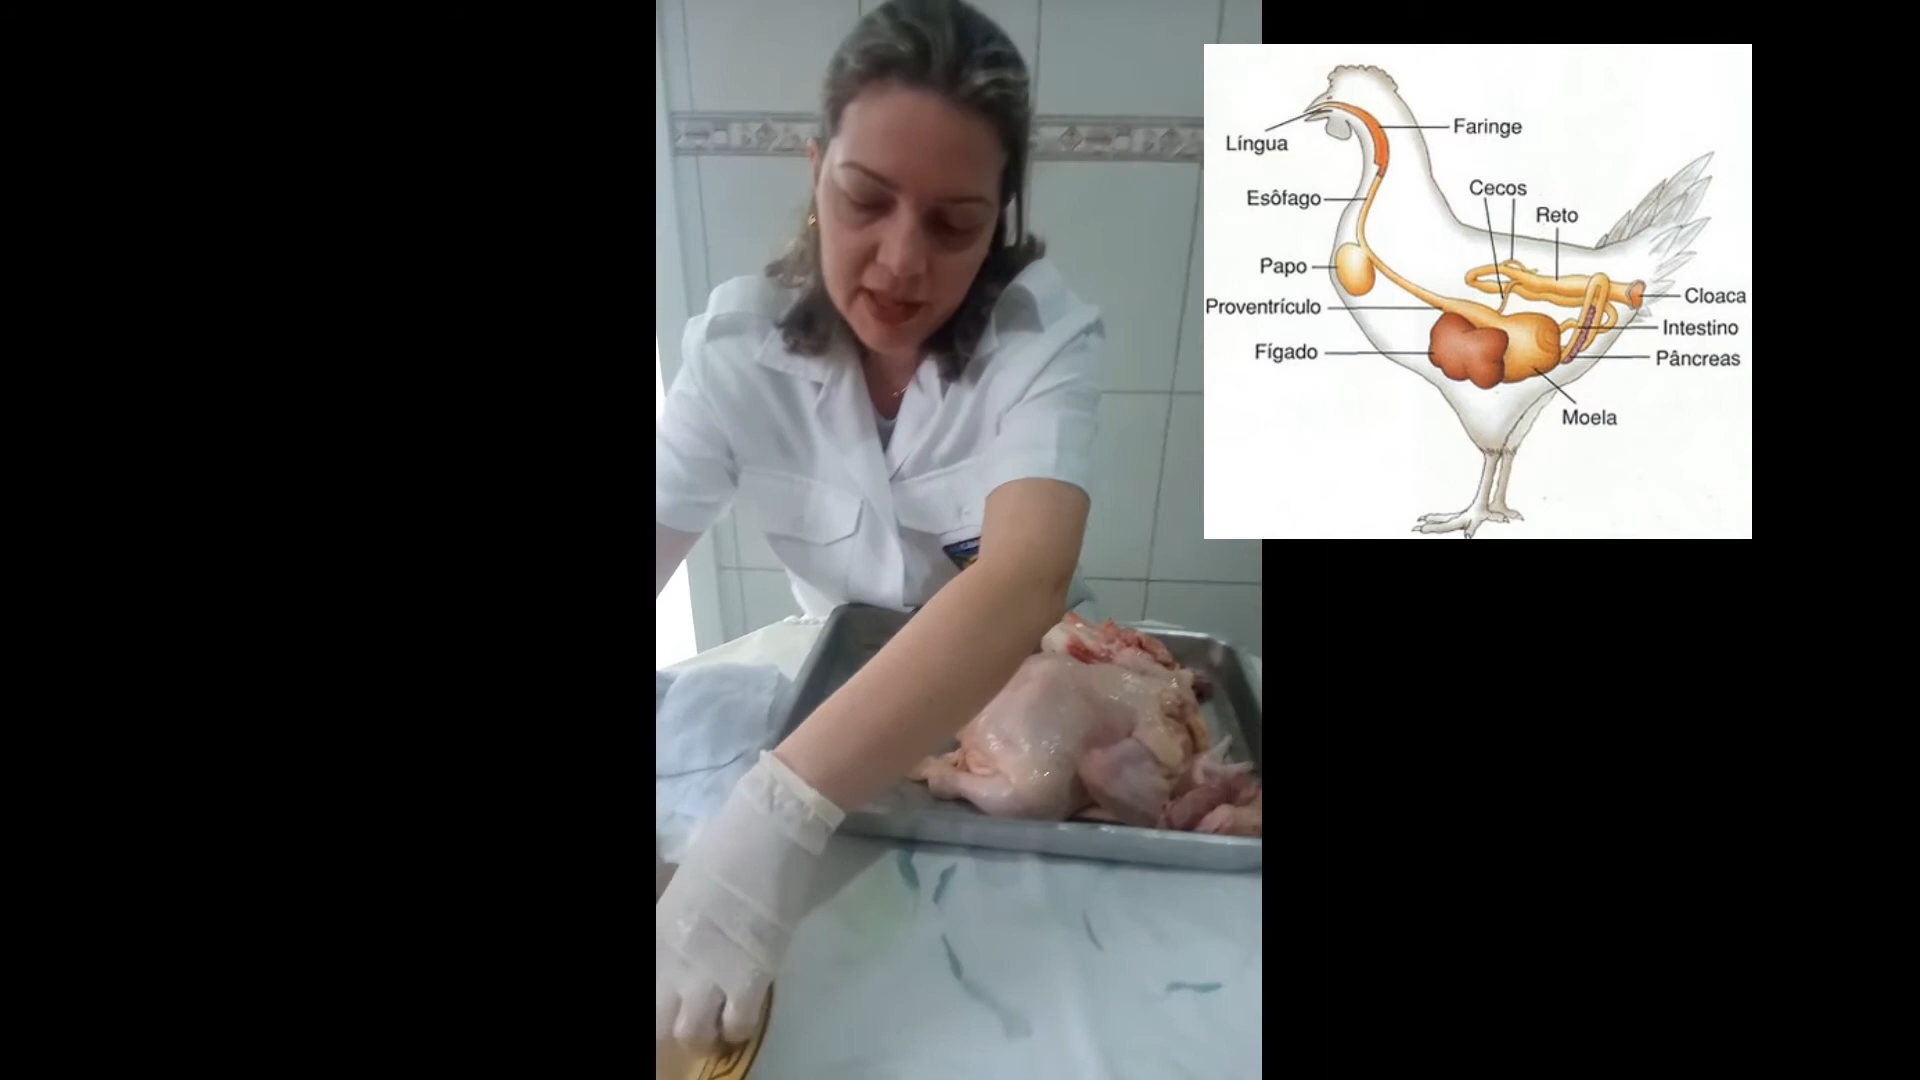 Língua
Faringe
Esôfago
Cecos
Reto
Papo
Cloaca
Proventrículo
Intestino
Fígado
Pâncreas
Moela